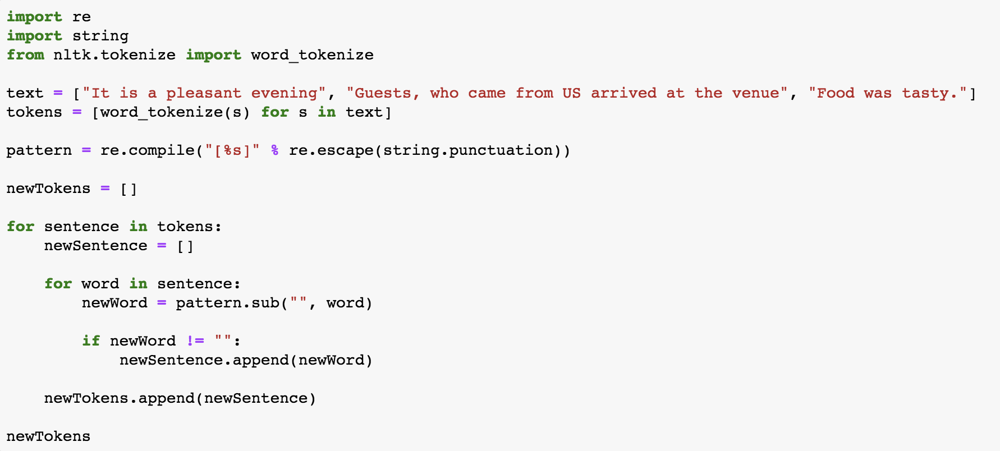 import re
import string
from nltk.tokenize import word_tokenize

text = ["It is a pleasant evening", "Guests, who came from US arrived at the venue", "Food was tasty."]
tokens = [word_tokenize(s) for s in text]

pattern = re.compile("[%s]" % re.escape(string.punctuation))

newTokens = []

for sentence in tokens:
    newSentence = []

    for word in sentence:
        newWord = pattern.sub("", word)

        if newWord != "":
            newSentence.append(newWord)

    newTokens.append(newSentence)

newTokens